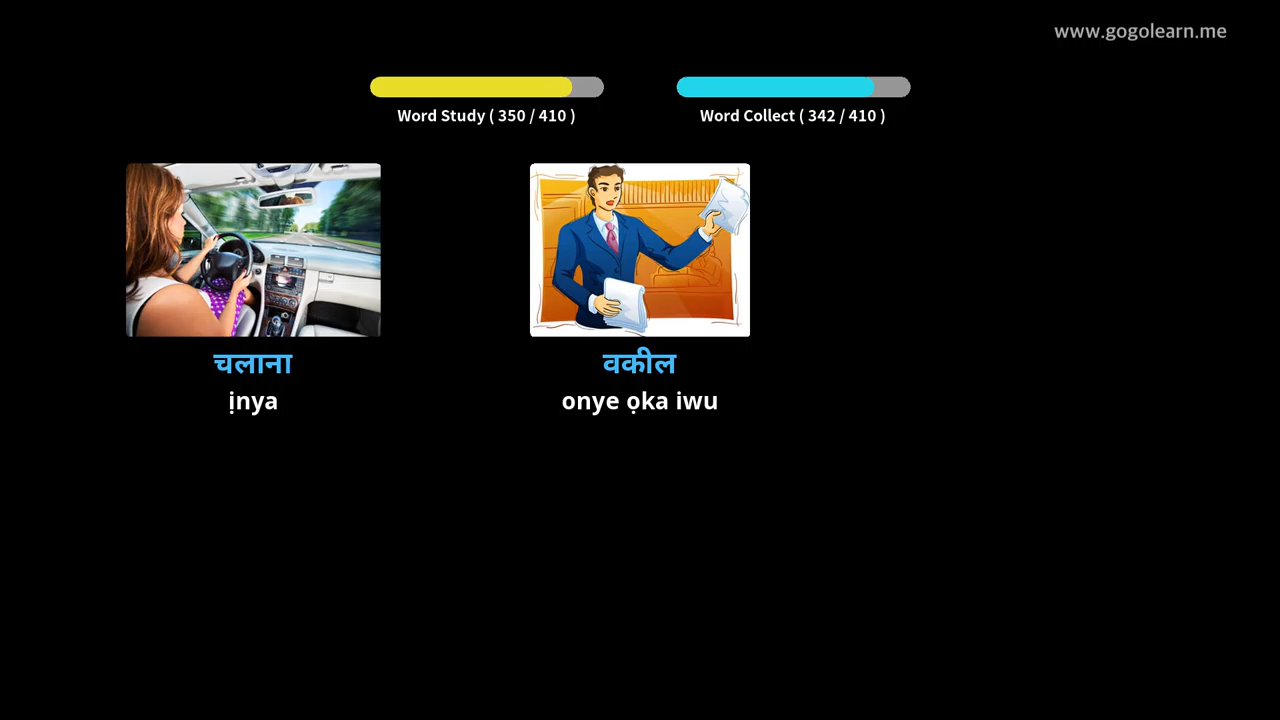 www.gogolearn.me
Word Study ( 350 / 410 )
Word Collect ( 342 / 410 )
चलाना
ịnya
वकील
onye ọka iwu